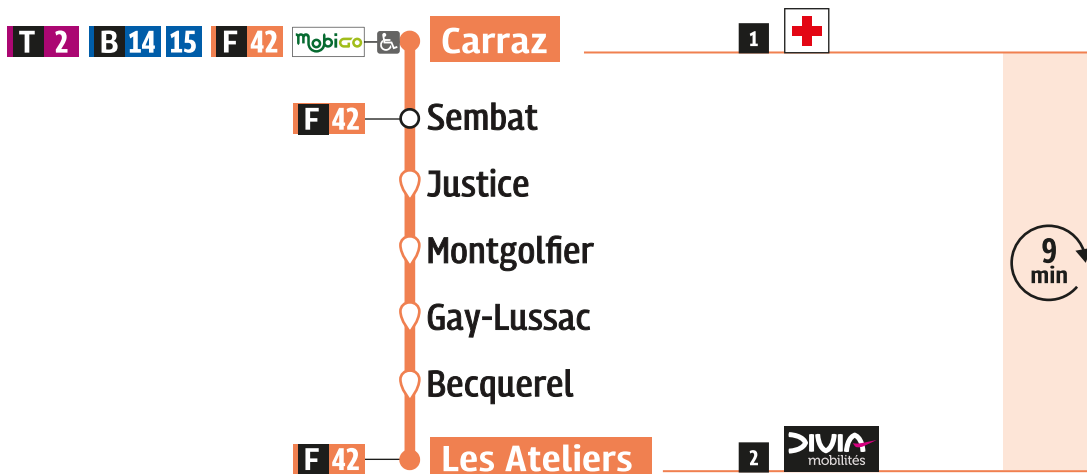 T 2 B 14 15 F 42 MobiGo Carraz 1
F 42 Sembat
Justice
Montgolfier
9
min
Gay-Lussac
Becquerel
F 42 Les Ateliers 2 DIVIA
mobilités